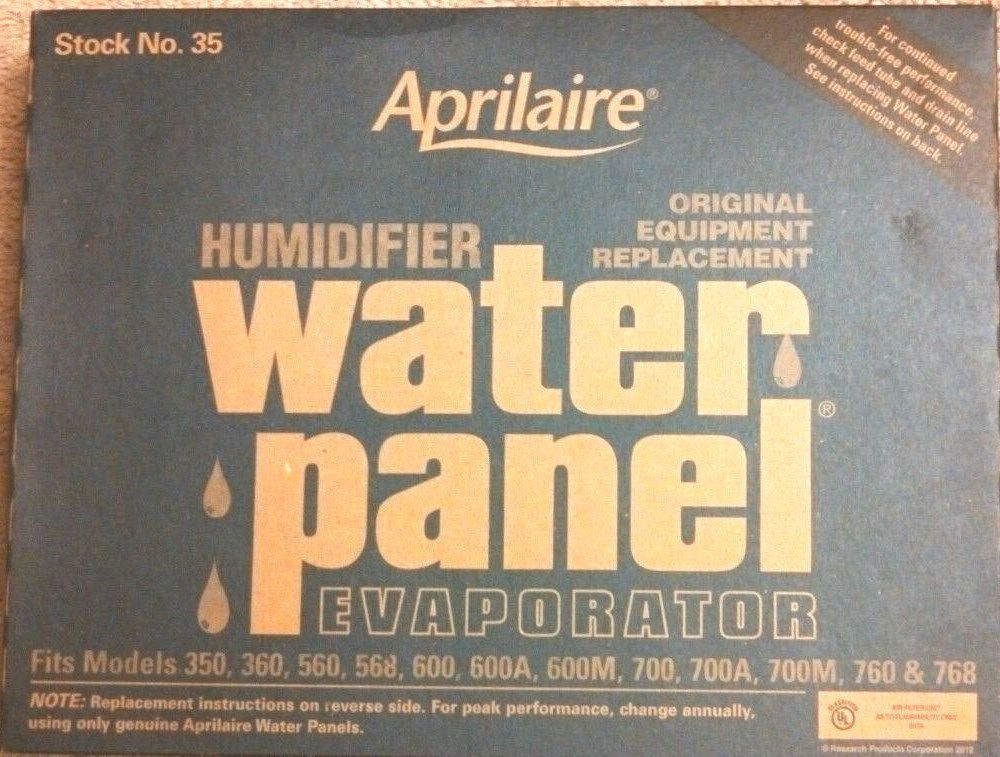 Stock No. 35
For continued
trouble-free performance,
check feed tube and drain line
when replacing Water Panel.
See instructions on back.
Aprilaire®
ORIGINAL
EQUIPMENT
REPLACEMENT
HUMIDIFIER
water
panel®
EVAPORATOR
Fits Models 350, 360, 560, 568, 600, 600A, 600M, 700, 700A, 700M, 760 & 768
NOTE: Replacement instructions on reverse side. For peak performance, change annually,
using only genuine Aprilaire Water Panels.
UL
© Research Products Corporation 2012